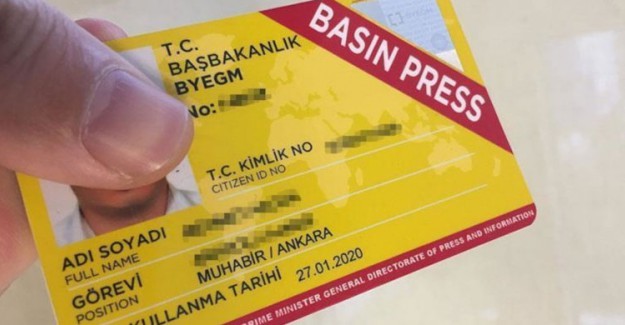 T.C.
BAŞBAKANLIK
BYEGM
No:
BASIN PRESS
T.C. KİMLİK NO
CITIZEN ID NO
ADI SOYADI
FULL NAME
GÖREVİ
POSITION
MUHABİR / ANKARA
KULLANMA TARİHİ 27.01.2020
PRIME MINISTER GENERAL DIRECTORATE OF PRESS AND INFORMATION